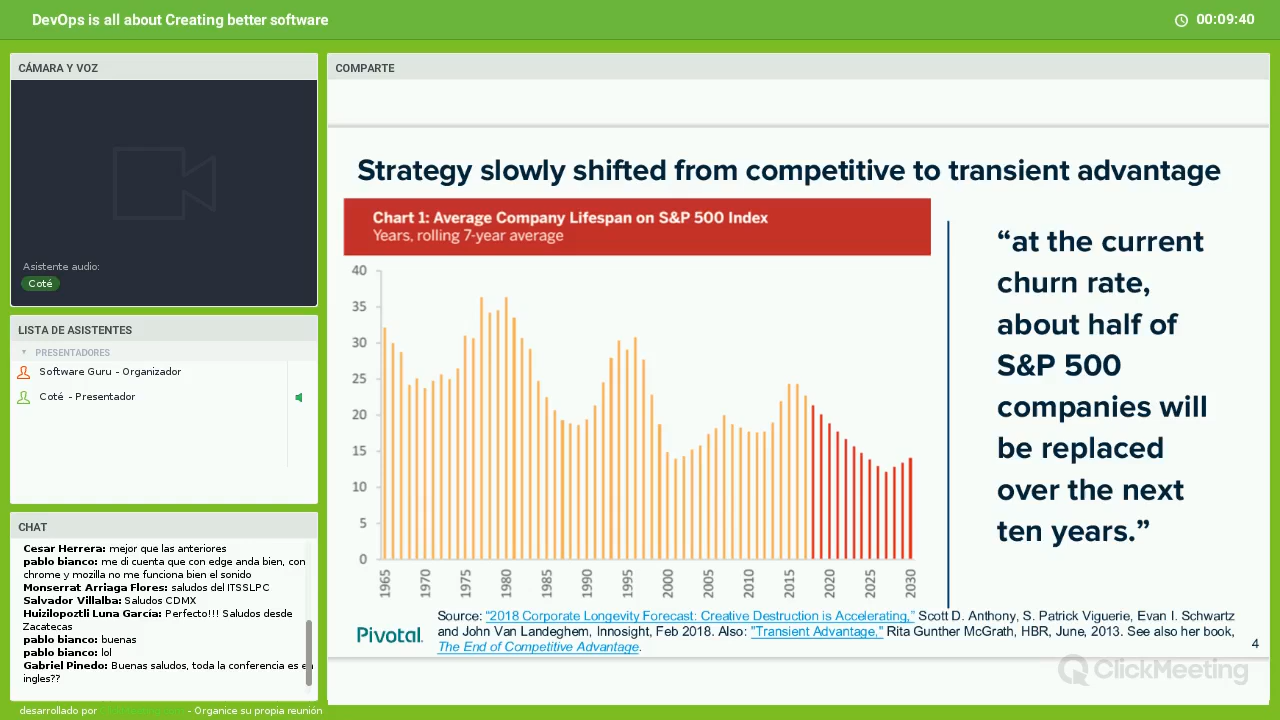 DevOps is all about Creating better software
00:09:40
CÁMARA Y VOZ
Asistente audio:
Coté
LISTA DE ASISTENTES
PRESENTADORES
Software Guru - Organizador
Coté - Presentador
CHAT
Cesar Herrera: mejor que las anteriores
pablo bianco: me di cuenta que con edge anda bien, con
chrome y mozilla no me funciona bien el sonido
Monserrat Arriaga Flores: saludos del ITSSLPC
Salvador Villalba: Saludos CDMX
Huizilopoztli Luna García: Perfecto!!! Saludos desde
Zacatecas
pablo bianco: buenas
pablo bianco: lol
Gabriel Pinedo: Buenas saludos, toda la conferencia es en
ingles??
desarrollado por
- Organice su propia reunión
COMPARTE
Strategy slowly shifted from competitive to transient advantage
Chart 1: Average Company Lifespan on S&P 500 Index
Years, rolling 7-year average
40
35
30
25
20
15
10
5
0
1965
1970
1975
1980
1985
1990
1995
2000
2005
2010
2015
2020
2025
2030
“at the current
churn rate,
about half of
S&P 500
companies will
be replaced
over the next
ten years.”
Pivotal.
Source: “2018 Corporate Longevity Forecast: Creative Destruction is Accelerating,” Scott D. Anthony, S. Patrick Viguerie, Evan I. Schwartz
and John Van Landeghem, Innosight, Feb 2018. Also: "Transient Advantage," Rita Gunther McGrath, HBR, June, 2013. See also her book,
The End of Competitive Advantage.
4
ClickMeeting